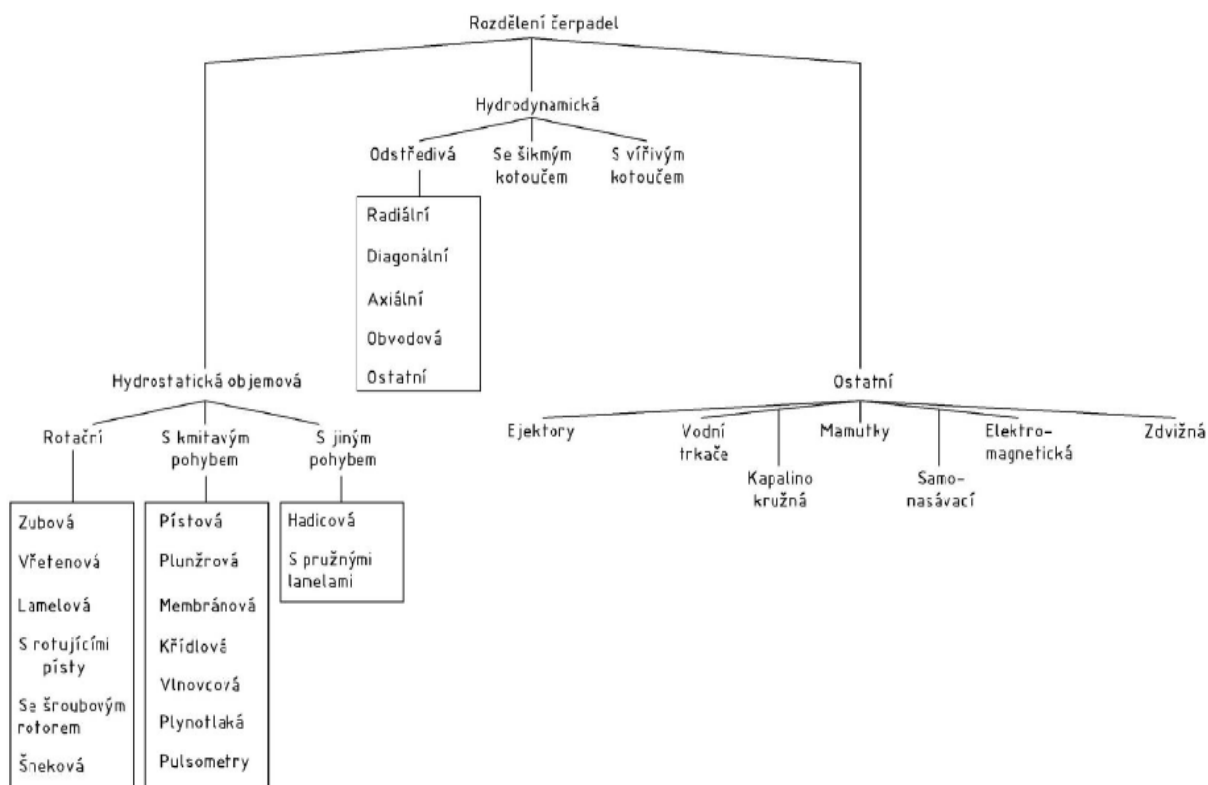 Rozdělení čerpadel
Hydrodynamická
Odstředivá
Se šikmým
kotoučem
S vířivým
kotoučem
Radiální
Diagonální
Axiální
Obvodová
Ostatní
Hydrostatická objemová
Rotační
S kmitavým
pohybem
S jiným
pohybem
Zubová
Vřetenová
Lamelová
S rotujícími
písty
Se šroubovým
rotorem
Šneková
Pístová
Plunžrová
Membránová
Křídlová
Vlnovcová
Plynotlaká
Pulsometry
Hadicová
S pružnými
lanelami
Ostatní
Ejektory
Vodní
trkače
Kapalino
kružná
Mamutky
Samo-
nasávací
Elektro-
magnetická
Zdvižná